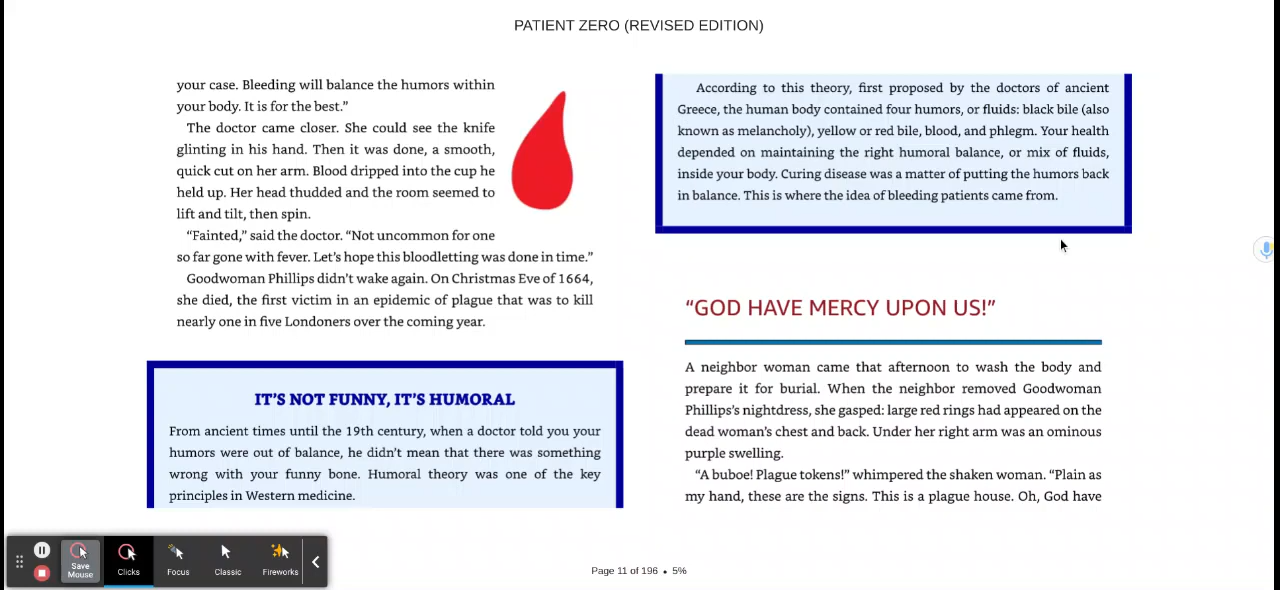 PATIENT ZERO (REVISED EDITION)
your case. Bleeding will balance the humors within
your body. It is for the best.”
The doctor came closer. She could see the knife
glinting in his hand. Then it was done, a smooth,
quick cut on her arm. Blood dripped into the cup he
held up. Her head thudded and the room seemed to
lift and tilt, then spin.
“Fainted,” said the doctor. “Not uncommon for one
so far gone with fever. Let’s hope this bloodletting was done in time.”
Goodwoman Phillips didn’t wake again. On Christmas Eve of 1664,
she died, the first victim in an epidemic of plague that was to kill
nearly one in five Londoners over the coming year.
IT’S NOT FUNNY, IT’S HUMORAL
From ancient times until the 19th century, when a doctor told you your
humors were out of balance, he didn’t mean that there was something
wrong with your funny bone. Humoral theory was one of the key
principles in Western medicine.
According to this theory, first proposed by the doctors of ancient
Greece, the human body contained four humors, or fluids: black bile (also
known as melancholy), yellow or red bile, blood, and phlegm. Your health
depended on maintaining the right humoral balance, or mix of fluids,
inside your body. Curing disease was a matter of putting the humors back
in balance. This is where the idea of bleeding patients came from.
“GOD HAVE MERCY UPON US!”
A neighbor woman came that afternoon to wash the body and
prepare it for burial. When the neighbor removed Goodwoman
Phillips’s nightdress, she gasped: large red rings had appeared on the
dead woman’s chest and back. Under her right arm was an ominous
purple swelling.
“A buboe! Plague tokens!” whimpered the shaken woman. “Plain as
my hand, these are the signs. This is a plague house. Oh, God have
Save
Mouse
Clicks
Focus
Classic
Fireworks
Page 11 of 196 • 5%